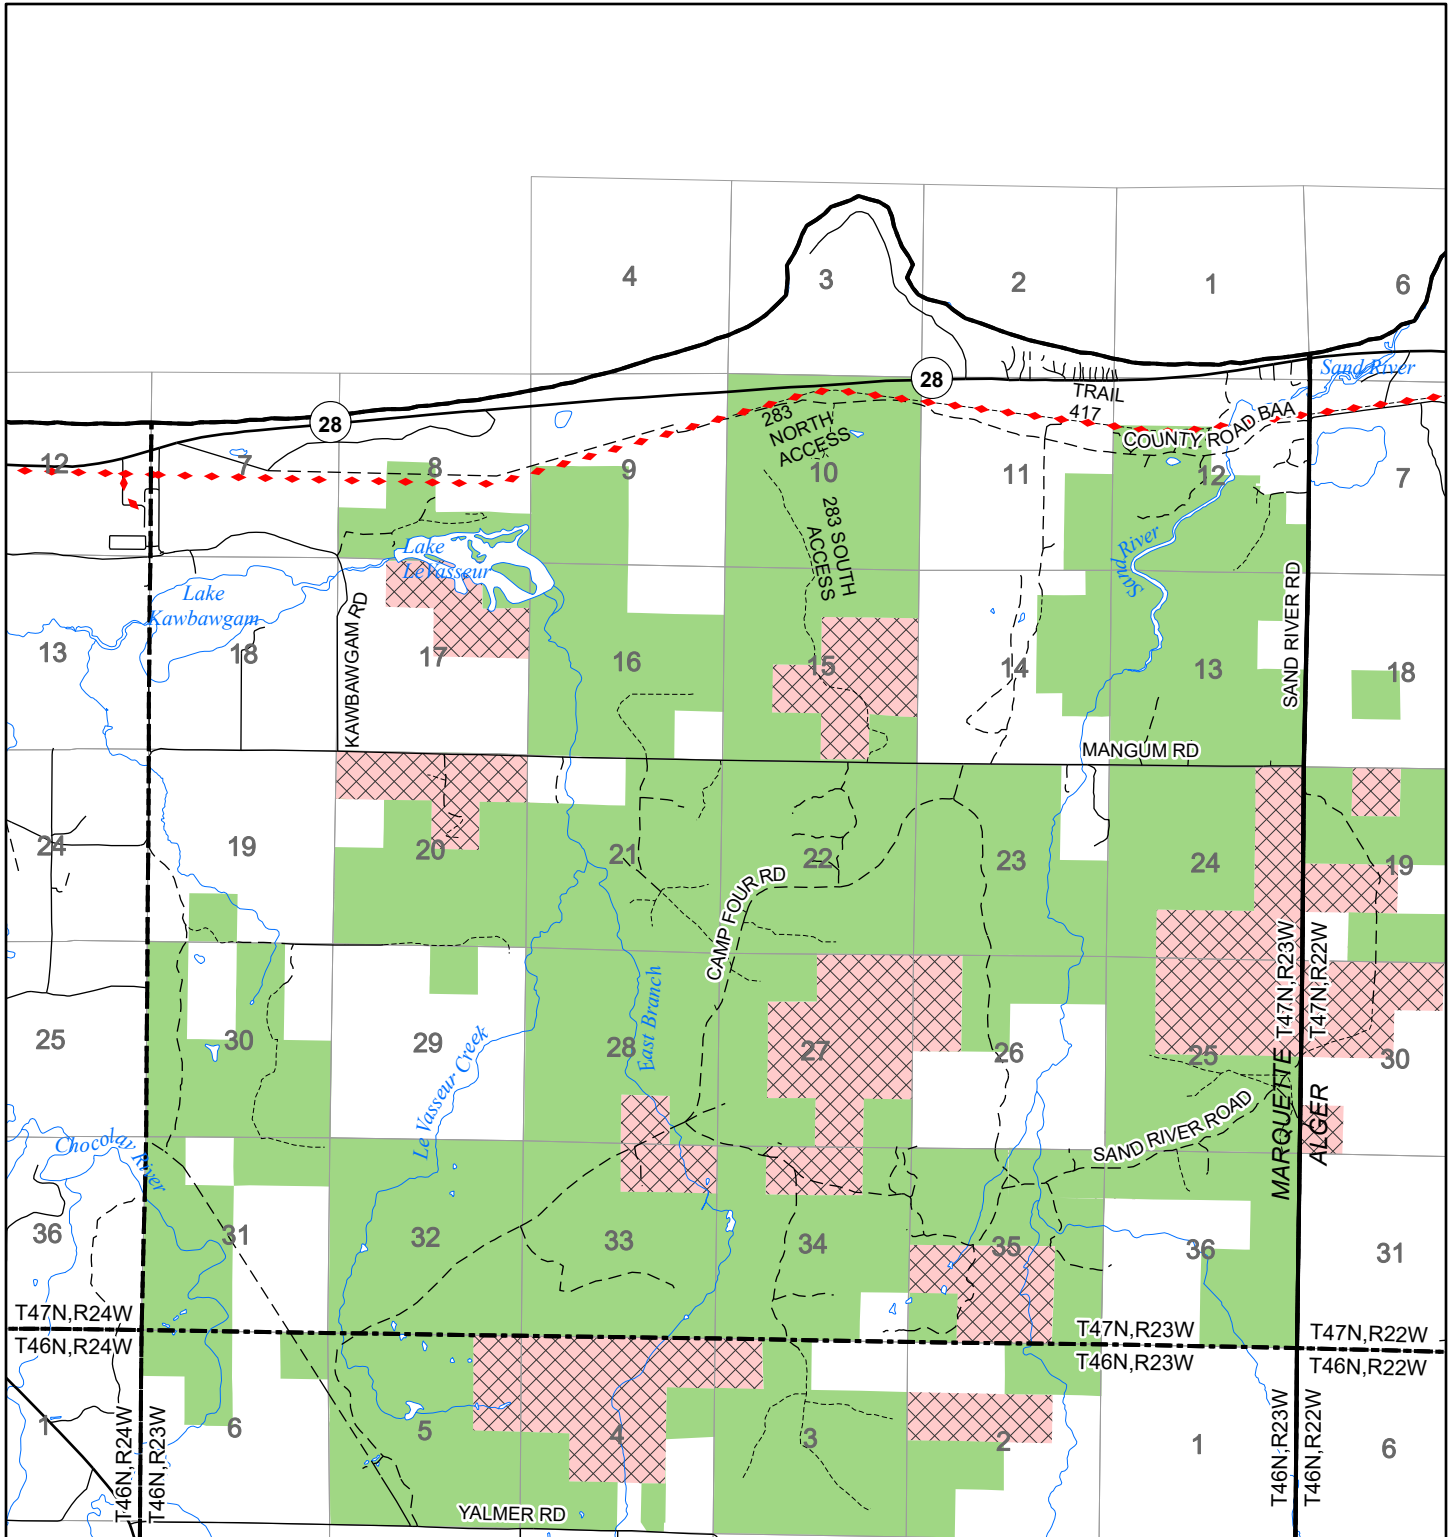 4
3
2
1
6
28
28
TRAIL
417
Sand River
283
NORTH
ACCESS
COUNTY ROAD BAA
12
7
8
9
10
11
12
7
283 SOUTH
ACCESS
Lake
LeVasseur
Sand River
Lake
Kawbawgam
KAWBAWGAM RD
SAND RIVER RD
13
18
17
16
15
14
13
18
MANGUM RD
24
19
20
21
22
23
24
19
CAMP FOUR RD
T47N,R23W
T47N,R22W
East Branch
Le Vasseur Creek
25
30
29
28
27
26
25
30
MARQUETTE
ALGER
SAND RIVER ROAD
Chocolay River
36
31
32
33
34
35
36
31
T47N,R24W
T46N,R24W
T47N,R23W
T46N,R23W
T47N,R22W
T46N,R22W
T46N,R24W
T46N,R23W
T46N,R23W
T46N,R22W
1
6
5
4
3
2
1
6
YALMER RD